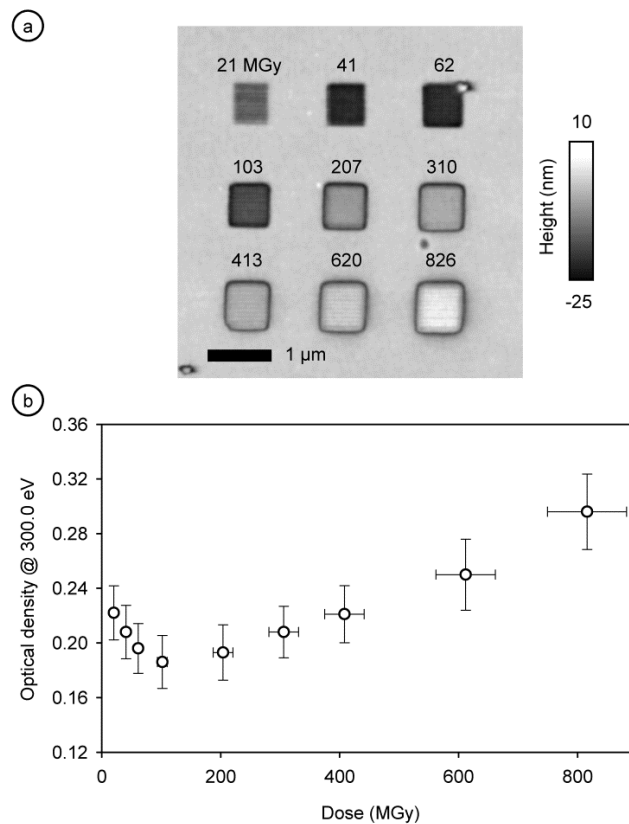 a
21 MGy 41 62
103 207 310
413 620 826
1 µm
10
Height (nm)
-25
b
0.36
0.32
0.28
0.24
0.20
0.16
0.12
Optical density @ 300.0 eV
0 200 400 600 800
Dose (MGy)